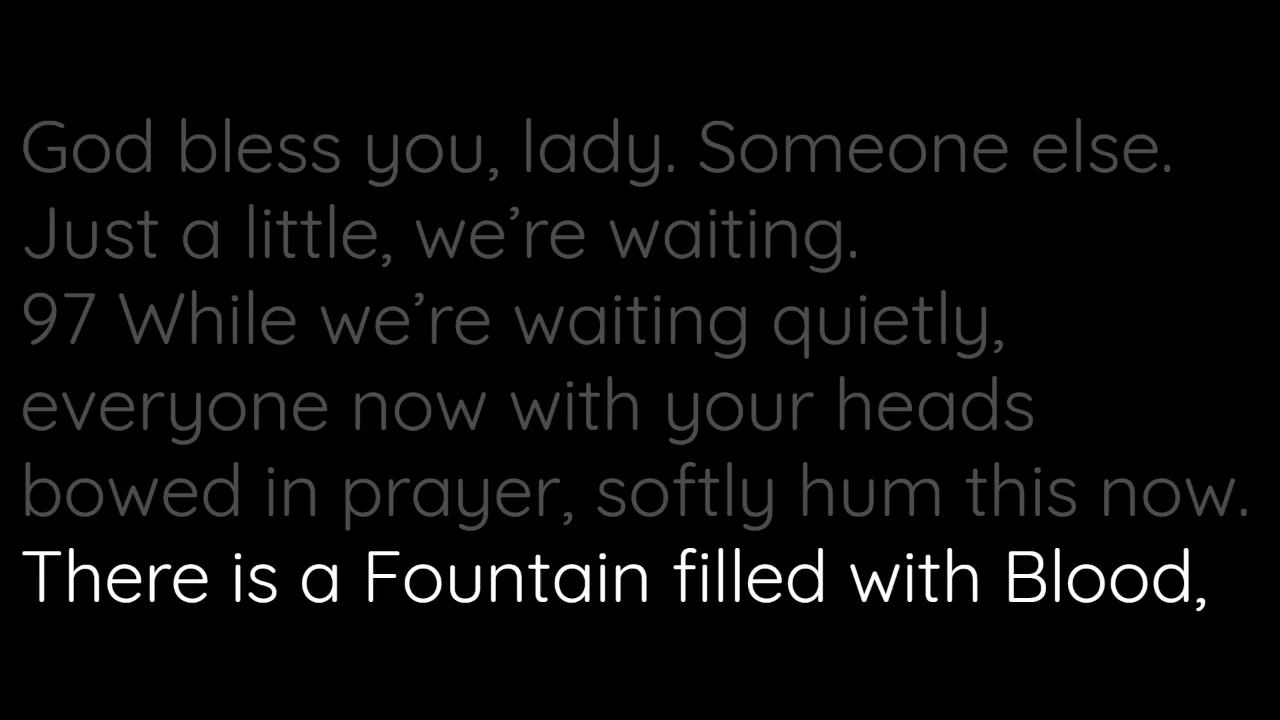 God bless you, lady. Someone else.
Just a little, we’re waiting.
97 While we’re waiting quietly,
everyone now with your heads
bowed in prayer, softly hum this now.
There is a Fountain filled with Blood,